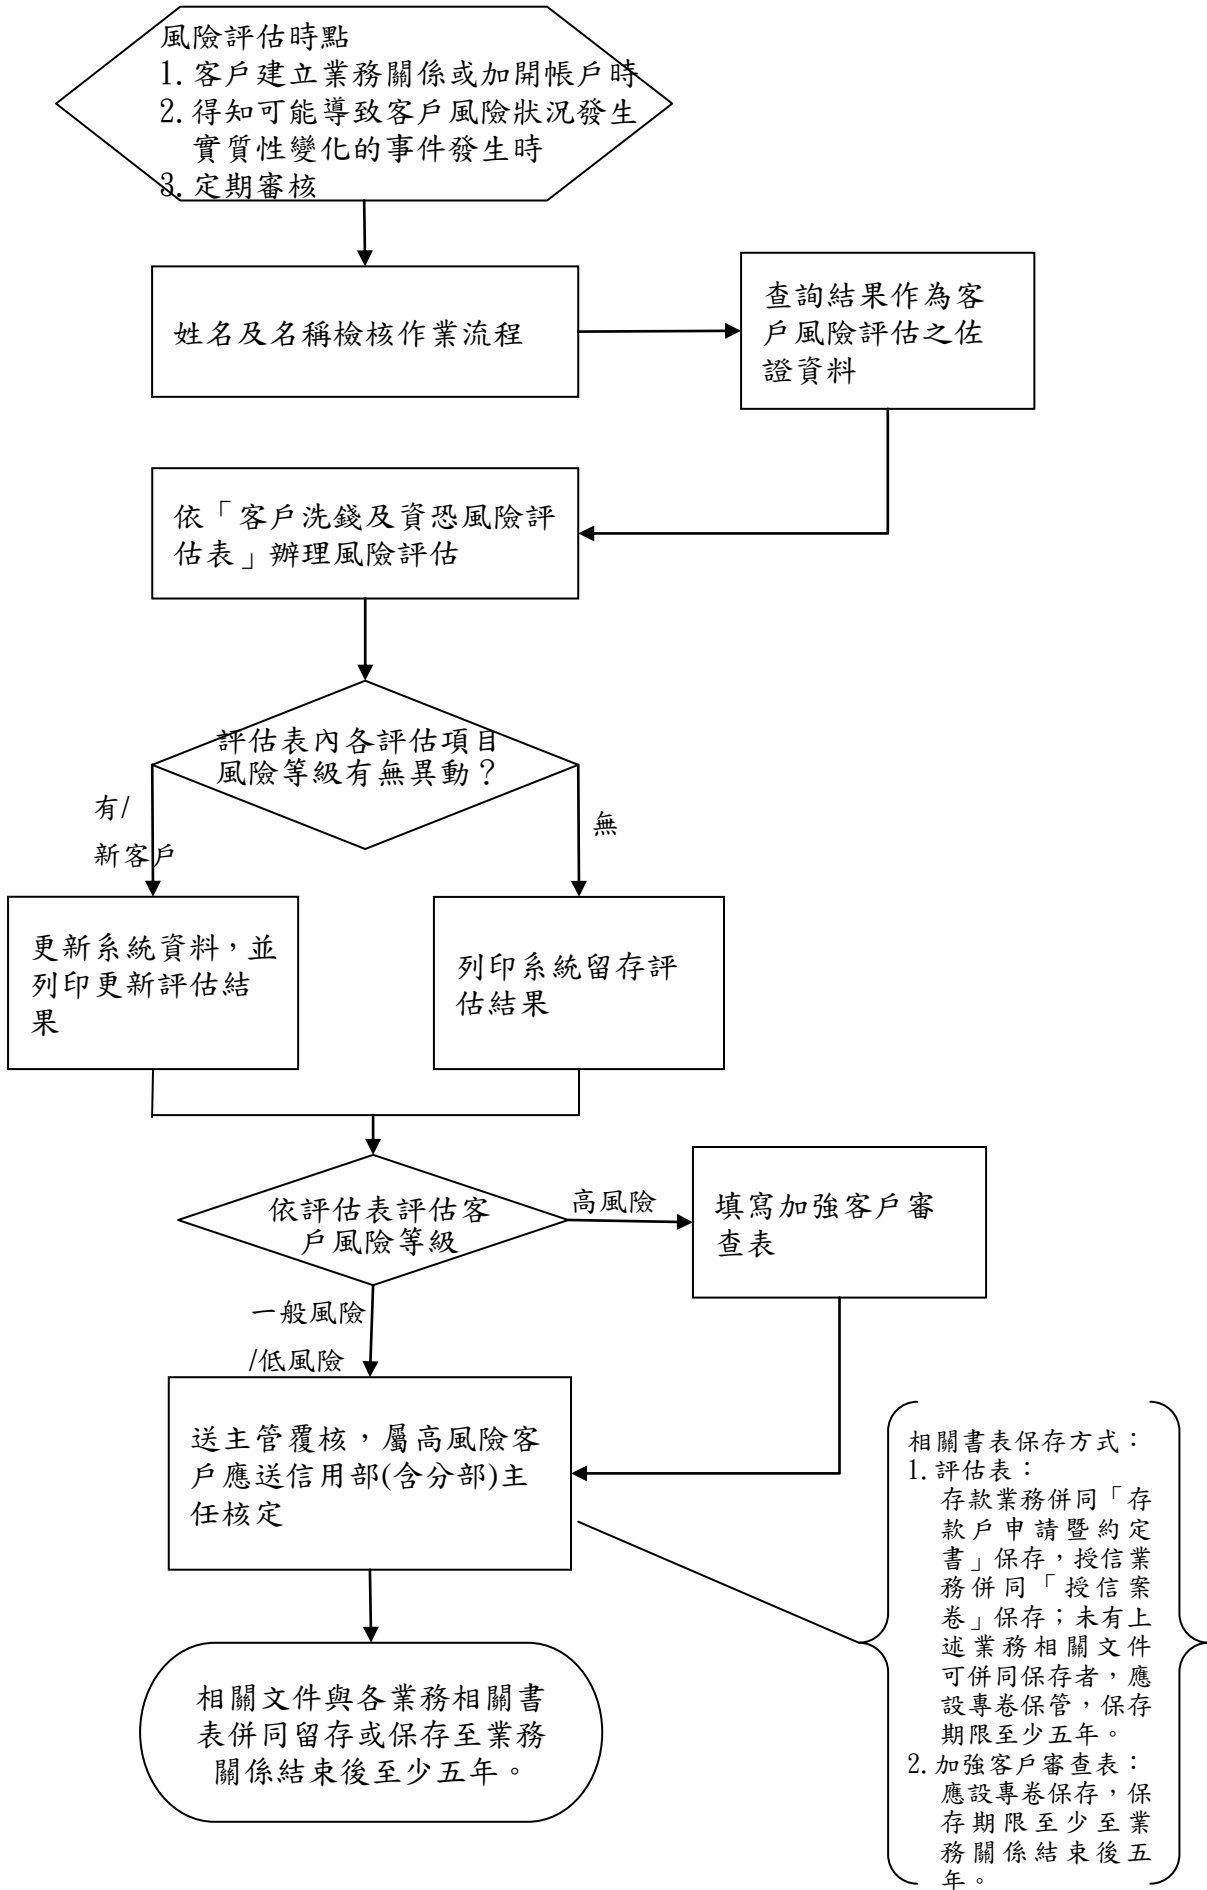 風險評估時點
1. 客戶建立業務關係或加開帳戶時
2. 得知可能導致客戶風險狀況發生
實質性變化的事件發生時
3. 定期審核
姓名及名稱檢核作業流程
查詢結果作為客
戶風險評估之佐
證資料
依「客戶洗錢及資恐風險評
估表」辦理風險評估
評估表內各評估項目
風險等級有無異動？
有/
新客戶
無
更新系統資料，並
列印更新評估結
果
列印系統留存評
估結果
依評估表評估客
戶風險等級
高風險
填寫加強客戶審
查表
一般風險
/低風險
送主管覆核，屬高風險客
戶應送信用部(含分部)主
任核定
相關文件與各業務相關書
表併同留存或保存至業務
關係結束後至少五年。
相關書表保存方式：
1. 評估表：
存款業務併同「存
款戶申請暨約定
書」保存，授信業
務併同「授信案
卷」保存；未有上
述業務相關文件
可併同保存者，應
設專卷保管，保存
期限至少五年。
2. 加強客戶審查表：
應設專卷保存，保
存期限至少至業
務關係結束後五
年。